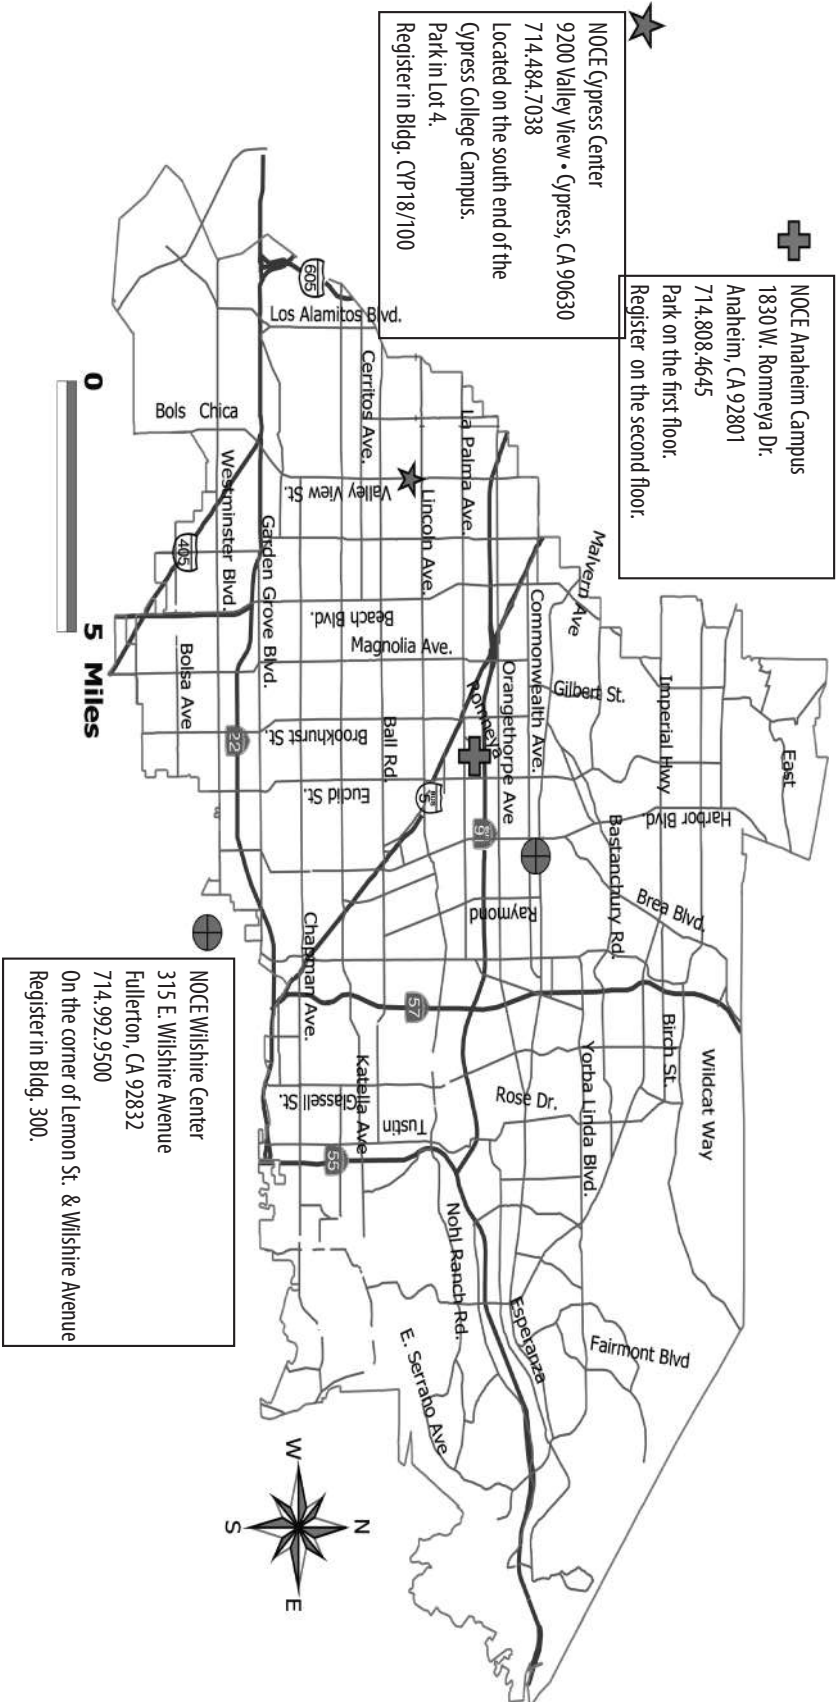 NOCE Cypress Center
9200 Valley View • Cypress, CA 90630
714.484.7038
Located on the south end of the
Cypress College Campus.
Park in Lot 4.
Register in Bldg. CYP18/100
NOCE Anaheim Campus
1830 W. Romneya Dr.
Anaheim, CA 92801
714.808.4645
Park on the first floor.
Register on the second floor.
NOCE Wilshire Center
315 E. Wilshire Avenue
Fullerton, CA 92832
714.992.9500
On the corner of Lemon St. & Wilshire Avenue
Register in Bldg. 300.
605
Los Alamitos Blvd.
Cerritos Ave.
Bols Chica
La Palma Ave.
Valley View St.
Lincoln Ave.
Westminster Blvd.
405
Garden Grove Blvd.
Malvern Ave
Commonwealth Ave.
Beach Blvd.
Magnolia Ave.
Bolsa Ave
Gilbert St.
Orangethorpe Ave
Romneya
Imperial Hwy
East
Brookhurst St.
Ball Rd.
22
Euclid St.
5
91
Harbor Blvd.
Bastanchury Rd.
Brea Blvd.
Raymond
Chapman Ave.
57
Birch St.
Wildcat Way
Yorba Linda Blvd.
Rose Dr.
Katella Ave
Glassell St.
Tustin
55
Nohl Ranch Rd.
Esperanza
Fairmont Blvd
E. Serrano Ave
0 5 Miles
N
W
E
S